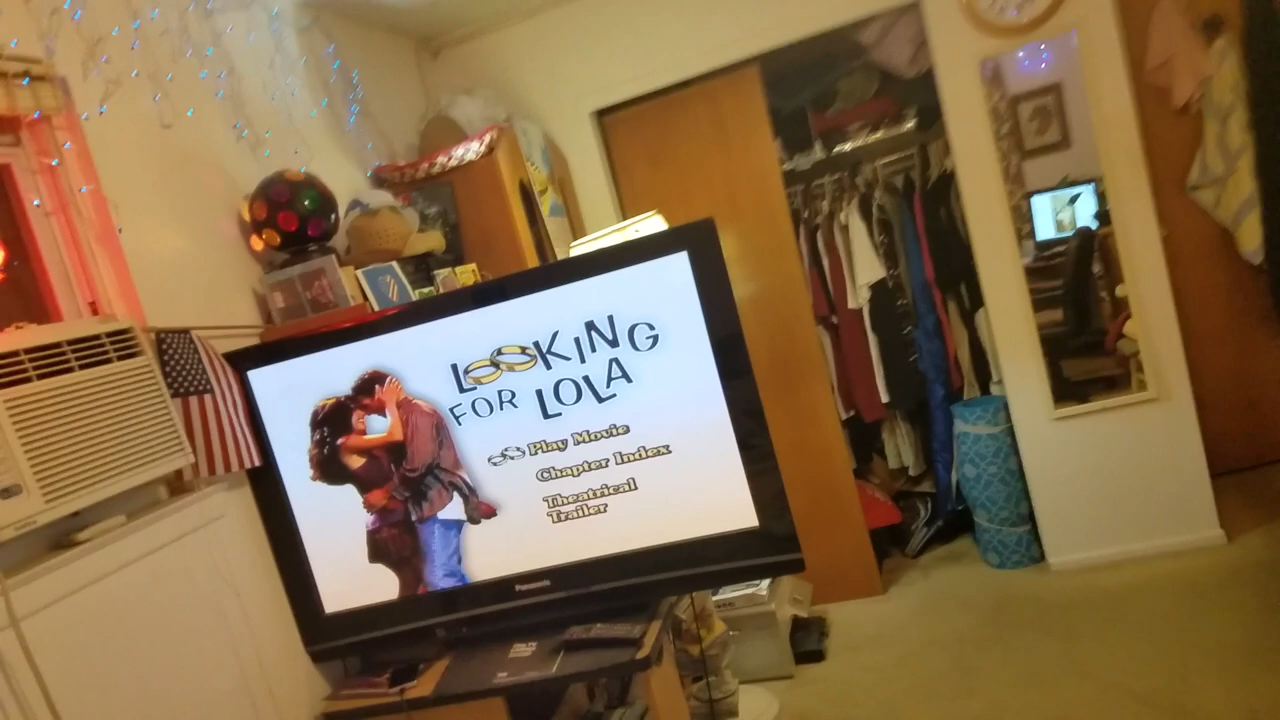 LOOKING
FOR LOLA
Play Movie
Chapter Index
Theatrical
Trailer
Panasonic